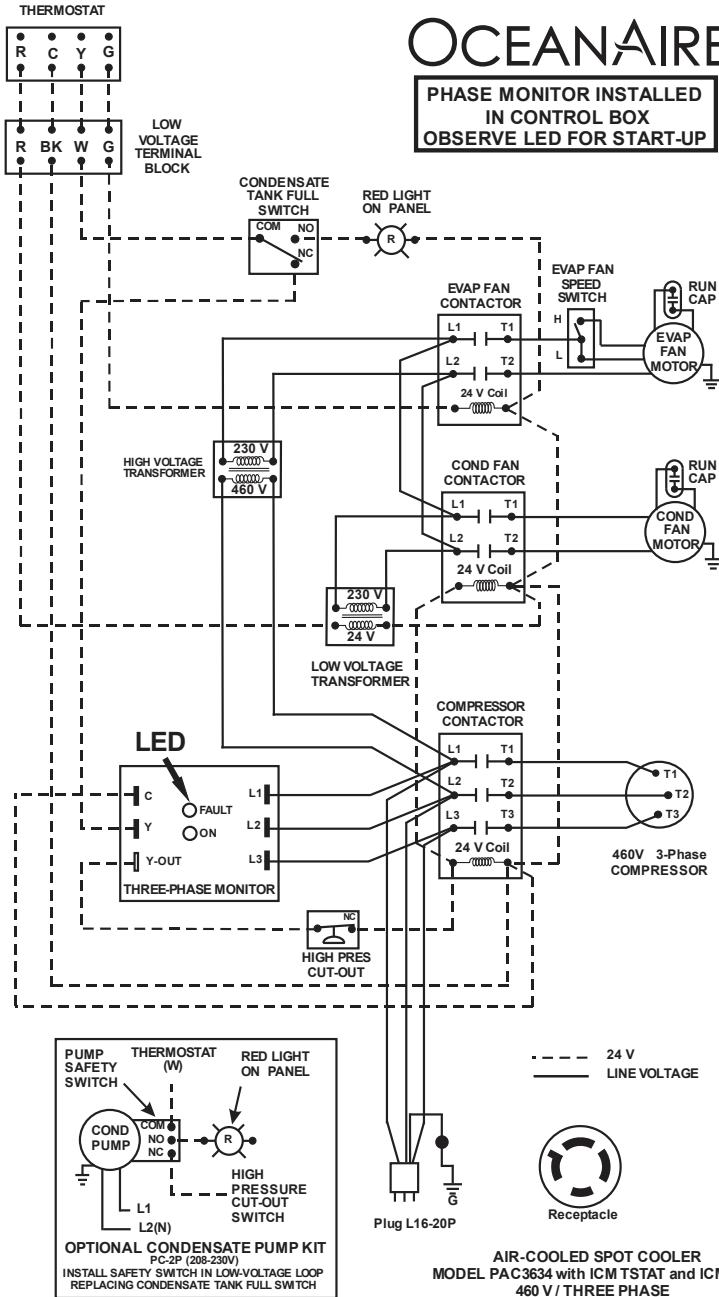 THERMOSTAT
R C Y G
OCEANAIRE
PHASE MONITOR INSTALLED
IN CONTROL BOX
OBSERVE LED FOR START-UP
R BK W G
LOW
VOLTAGE
TERMINAL
BLOCK
CONDENSATE
TANK FULL
SWITCH
COM NO
NC
RED LIGHT
ON PANEL
R
EVAP FAN
CONTACTOR
L1 T1
L2 T2
24 V Coil
EVAP FAN
SPEED
SWITCH
H
L
RUN
CAP
EVAP
FAN
MOTOR
HIGH VOLTAGE
TRANSFORMER
230 V
460 V
COND FAN
CONTACTOR
L1 T1
L2 T2
24 V Coil
RUN
CAP
COND
FAN
MOTOR
230 V
24 V
LOW VOLTAGE
TRANSFORMER
COMPRESSOR
CONTACTOR
L1 T1
L2 T2
L3 T3
24 V Coil
T1
T2
T3
460V 3-Phase
COMPRESSOR
LED
C
FAULT
L1
Y
ON
L2
Y-OUT
L3
THREE-PHASE MONITOR
NC
HIGH PRES
CUT-OUT
24 V
LINE VOLTAGE
PUMP
SAFETY
SWITCH
THERMOSTAT
(W)
RED LIGHT
ON PANEL
COND
PUMP
COM
NO
NC
R
HIGH
PRESSURE
CUT-OUT
SWITCH
L1
L2(N)
OPTIONAL CONDENSATE PUMP KIT
PC-2P (208-230V)
INSTALL SAFETY SWITCH IN LOW-VOLTAGE LOOP
REPLACING CONDENSATE TANK FULL SWITCH
G
Plug L16-20P
Receptacle
AIR-COOLED SPOT COOLER
MODEL PAC3634 with ICM TSTAT and ICM
460 V / THREE PHASE